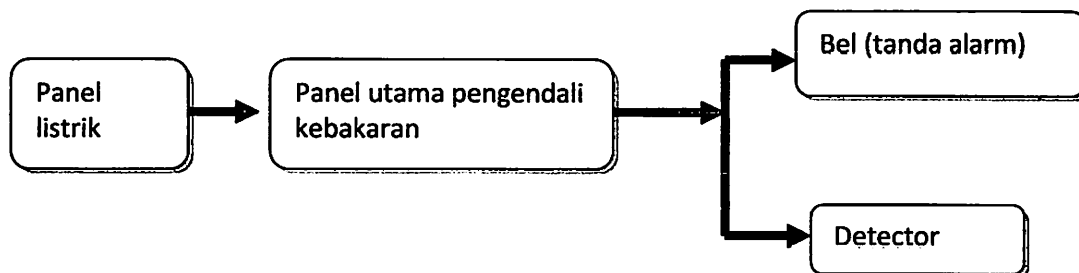 Panel
listrik
Panel utama pengendali
kebakaran
Bel (tanda alarm)
Detector